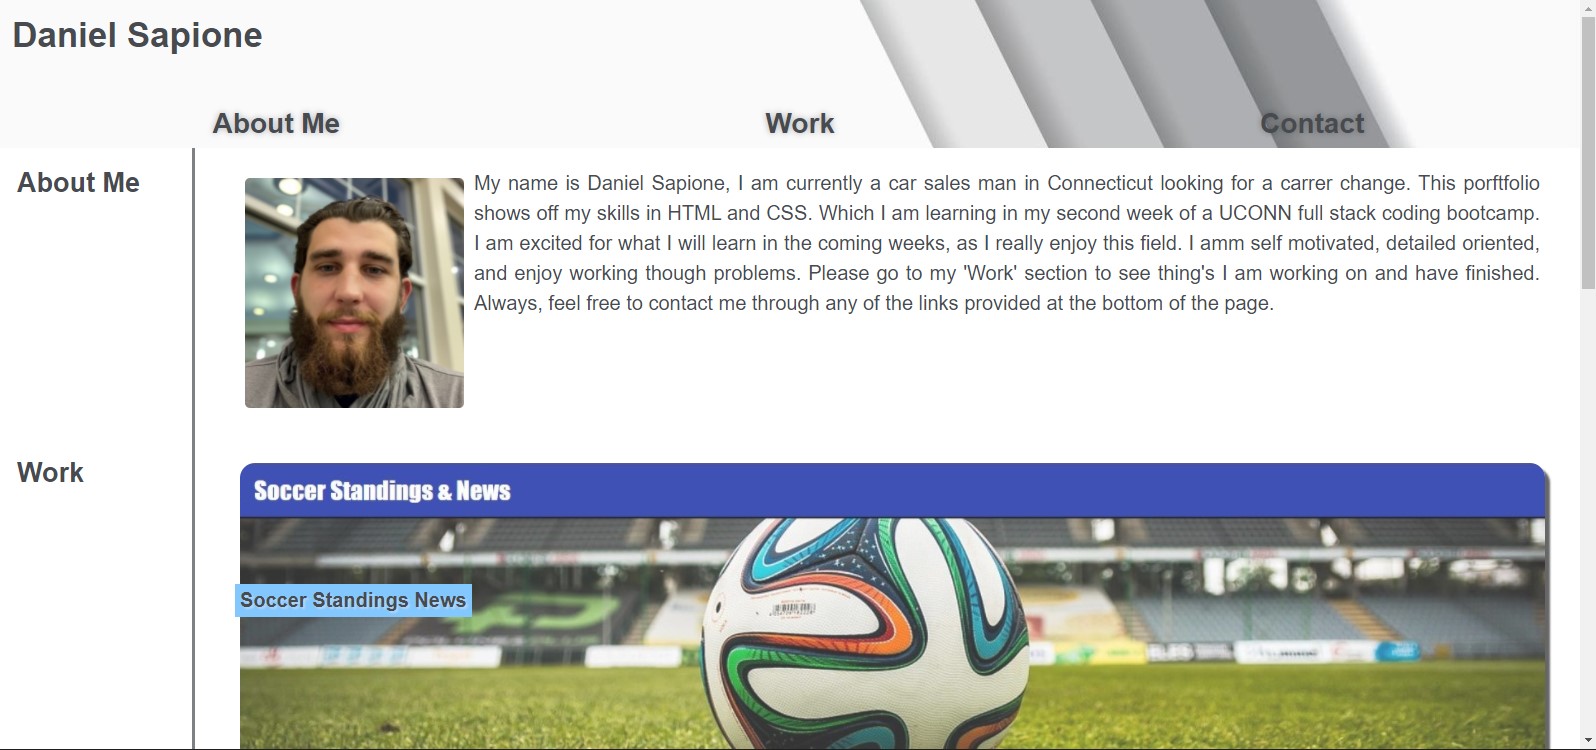 Daniel Sapione
About Me
Work
Contact
About Me
My name is Daniel Sapione, I am currently a car sales man in Connecticut looking for a carrer change. This porftfolio
shows off my skills in HTML and CSS. Which I am learning in my second week of a UCONN full stack coding bootcamp.
I am excited for what I will learn in the coming weeks, as I really enjoy this field. I amm self motivated, detailed oriented,
and enjoy working though problems. Please go to my 'Work' section to see thing's I am working on and have finished.
Always, feel free to contact me through any of the links provided at the bottom of the page.
Work
Soccer Standings & News
Soccer Standings News